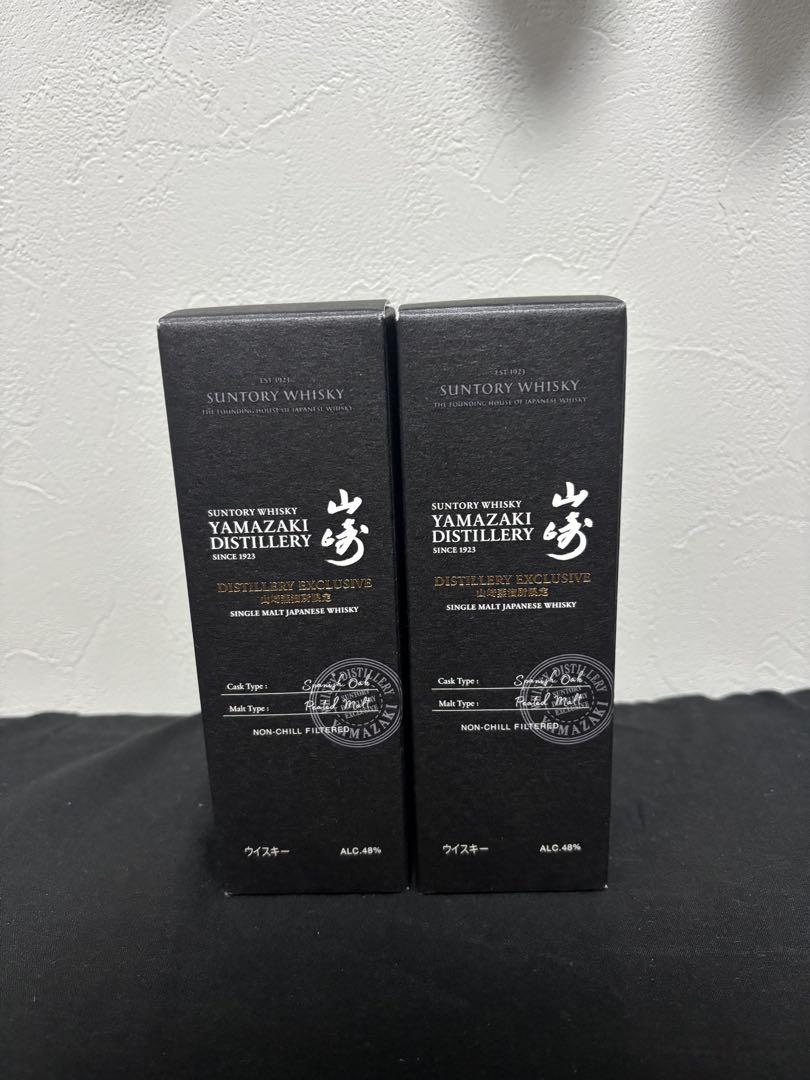 EST 1923
SUNTORY WHISKY
THE FOUNDING HOUSE OF JAPANESE WHISKY
SUNTORY WHISKY
YAMAZAKI
DISTILLERY
SINCE 1923
山崎
DISTILLERY EXCLUSIVE
山崎蒸溜所限定
SINGLE MALT JAPANESE WHISKY
Cask Type : Spanish Oak
Malt Type : Peated Malt
DISTILLERY
YAMAZAKI
NON-CHILL FILTERED
ウイスキー
ALC.48%
EST 1923
SUNTORY WHISKY
THE FOUNDING HOUSE OF JAPANESE WHISKY
SUNTORY WHISKY
YAMAZAKI
DISTILLERY
SINCE 1923
山崎
DISTILLERY EXCLUSIVE
山崎蒸溜所限定
SINGLE MALT JAPANESE WHISKY
Cask Type : Spanish Oak
Malt Type : Peated Malt
DISTILLERY
YAMAZAKI
NON-CHILL FILTERED
ウイスキー
ALC.48%